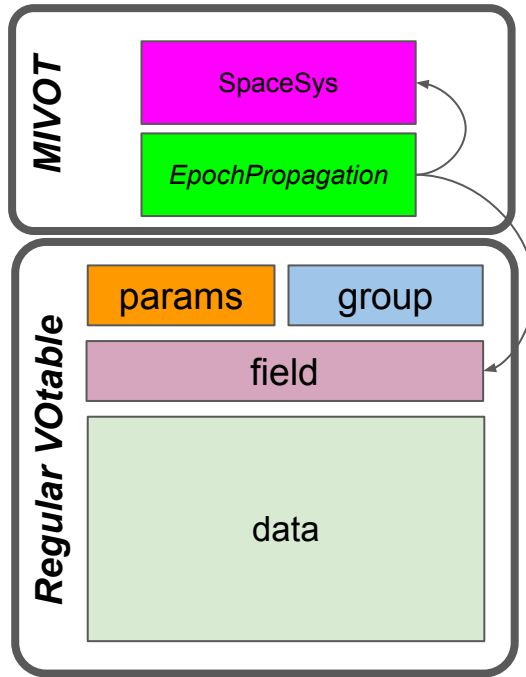 MIVOT
SpaceSys
EpochPropagation
Regular VOtable
params
group
field
data